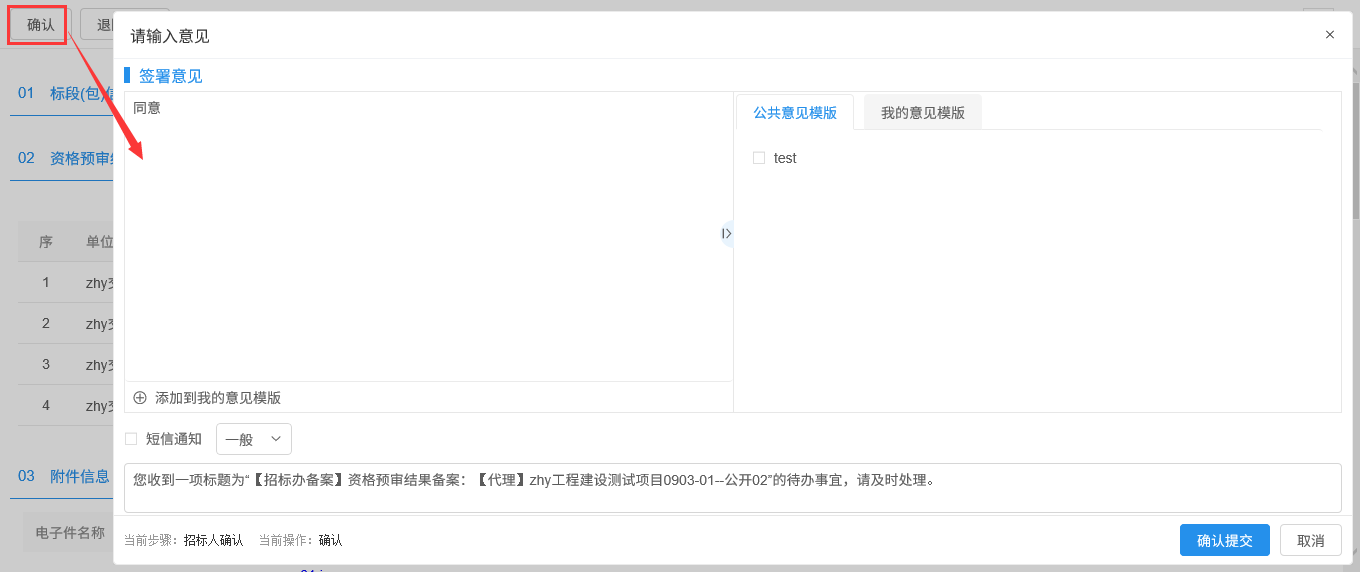 确认
请输入意见
01 标段(包)
签署意见
同意
公共意见模版 我的意见模版
02 资格预审
test
序 单位
1 zhy
2 zhy
3 zhy
4 zhy
添加到我的意见模版
短信通知 一般
03 附件信息
您收到一项标题为“【招标办备案】资格预审结果备案：【代理】zhy工程建设测试项目0903-01--公开02”的待办事宜，请及时处理。
电子件名称
当前步骤：招标人确认 当前操作：确认
确认提交 取消